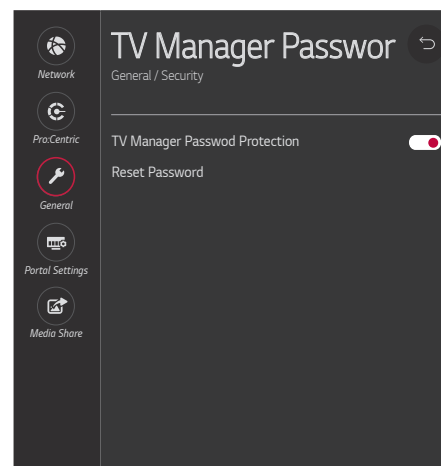 TV Manager Passwor
General / Security
Network
Pro:Centric
General
Portal Settings
Media Share
TV Manager Passwod Protection
Reset Password